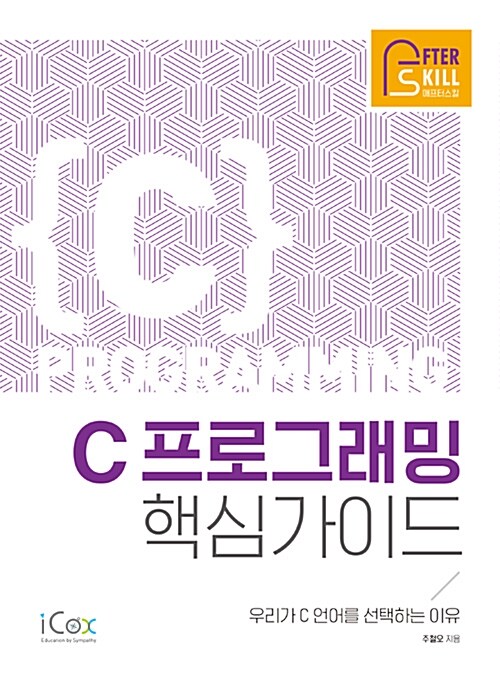 AFTER
SKILL
애프터스킬
{C}
PROGRAMMING
C 프로그래밍
핵심가이드
우리가 C 언어를 선택하는 이유
주철오 지음
iCox
Education by Sympathy